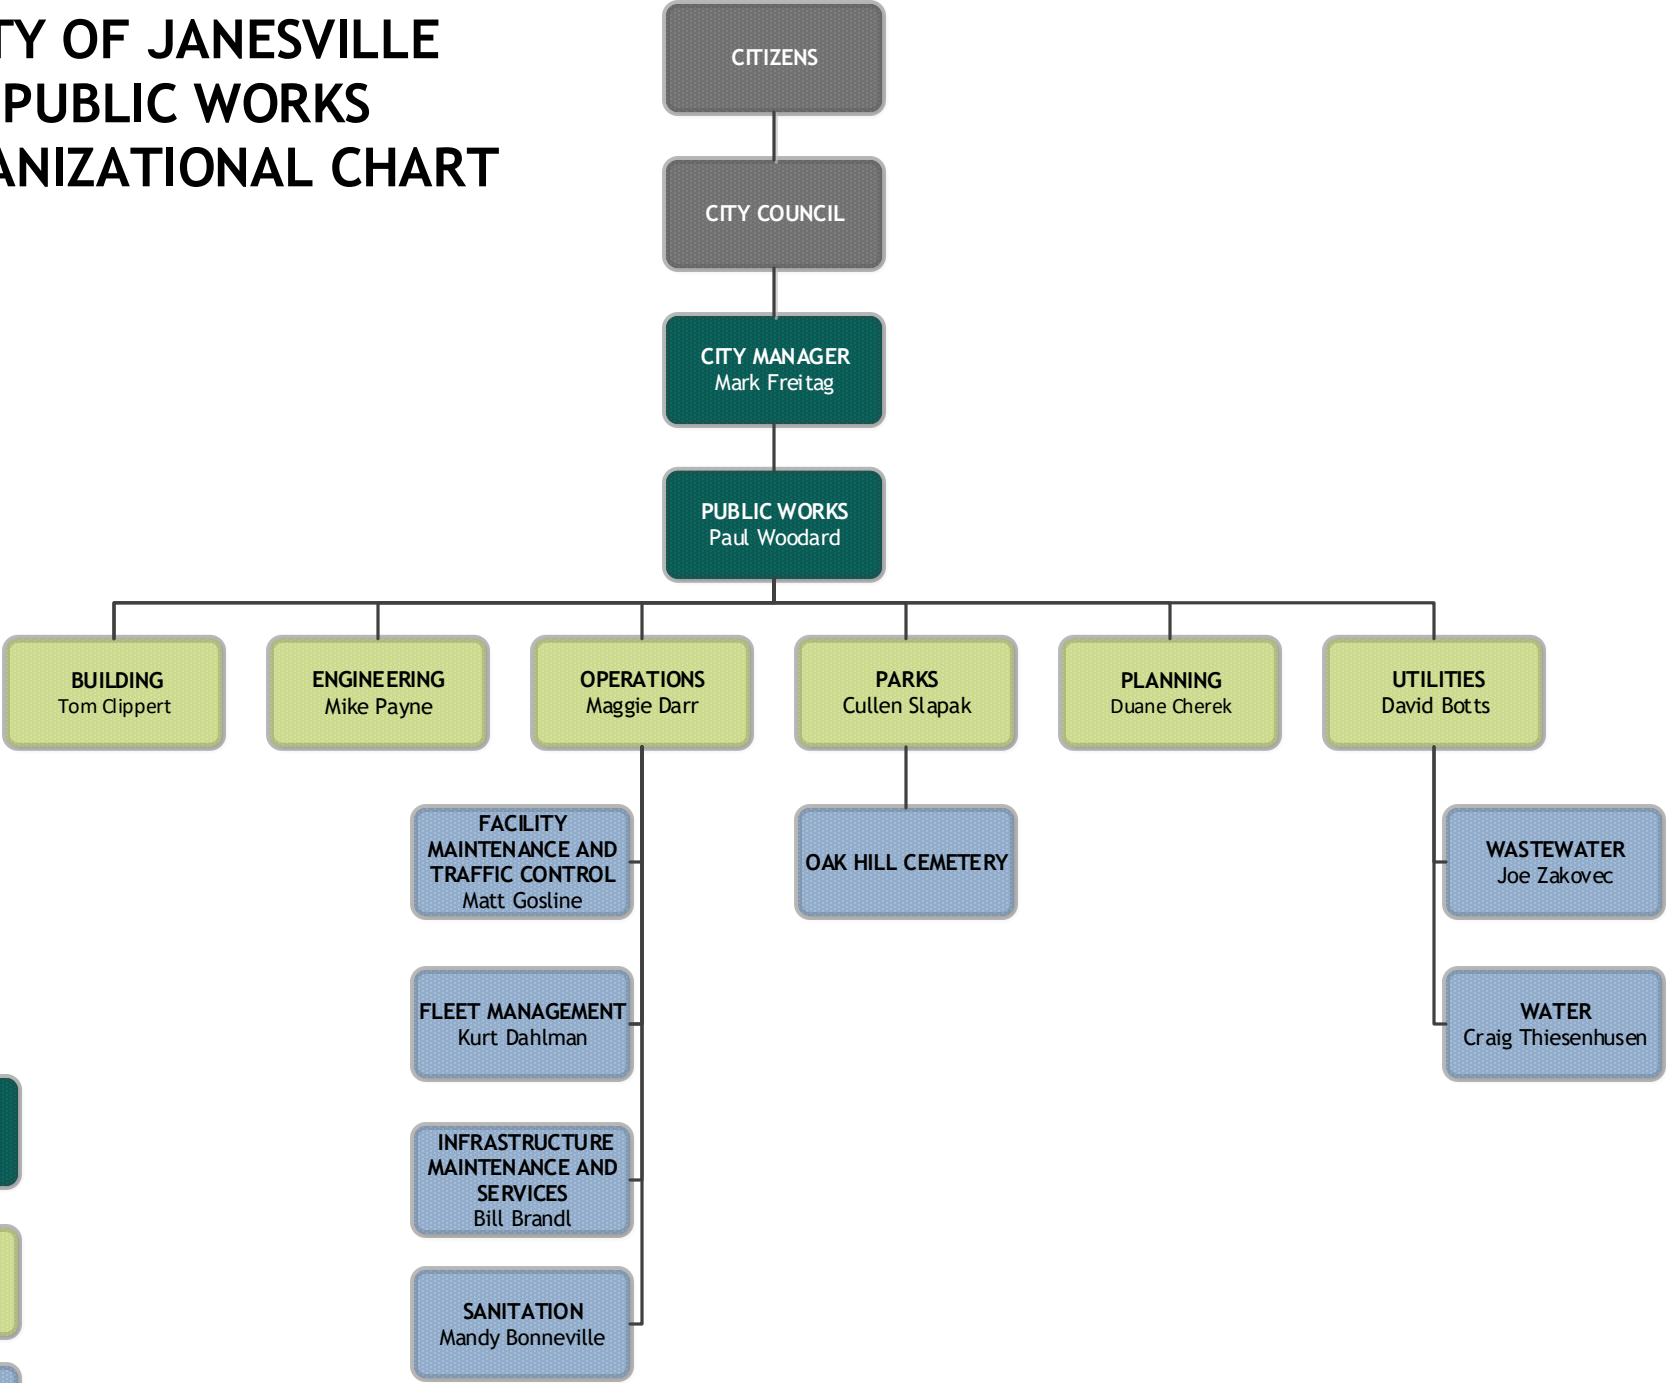 TY OF JANESVILLE
PUBLIC WORKS
ANIZATIONAL CHART
CITIZENS
CITY COUNCIL
CITY MANAGER
Mark Freitag
PUBLIC WORKS
Paul Woodard
BUILDING
Tom Clippert
ENGINEERING
Mike Payne
OPERATIONS
Maggie Darr
PARKS
Cullen Slapak
PLANNING
Duane Cherek
UTILITIES
David Botts
FACILITY
MAINTENANCE AND
TRAFFIC CONTROL
Matt Gosline
OAK HILL CEMETERY
WASTEWATER
Joe Zakovec
FLEET MANAGEMENT
Kurt Dahlman
WATER
Craig Thiesenhusen
INFRASTRUCTURE
MAINTENANCE AND
SERVICES
Bill Brandl
SANITATION
Mandy Bonneville